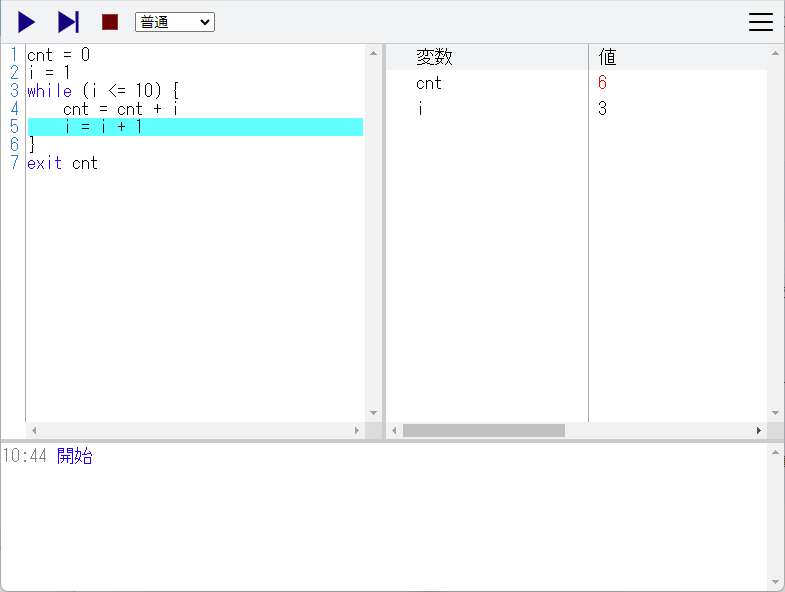 普通
1 cnt = 0
2 i = 1
3 while (i <= 10) {
4     cnt = cnt + i
5     i = i + 1
6 }
7 exit cnt
変数 値
cnt 6
i 3
10:44 開始